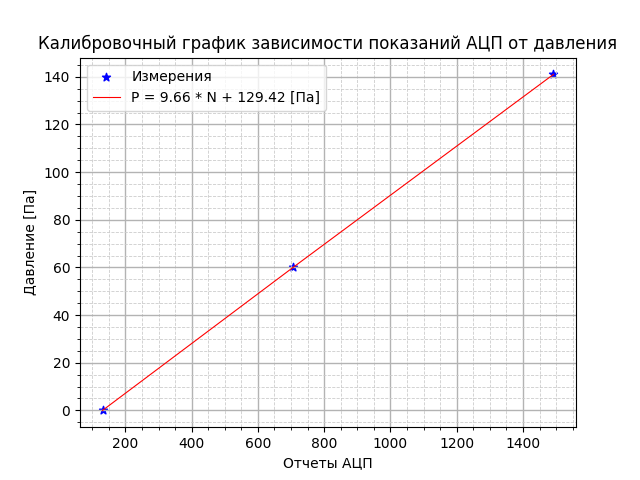 Калибровочный график зависимости показаний АЦП от давления
Измерения
P = 9.66 * N + 129.42 [Па]
140
120
100
80
60
40
20
0
Давление [Па]
200 400 600 800 1000 1200 1400
Отчеты АЦП